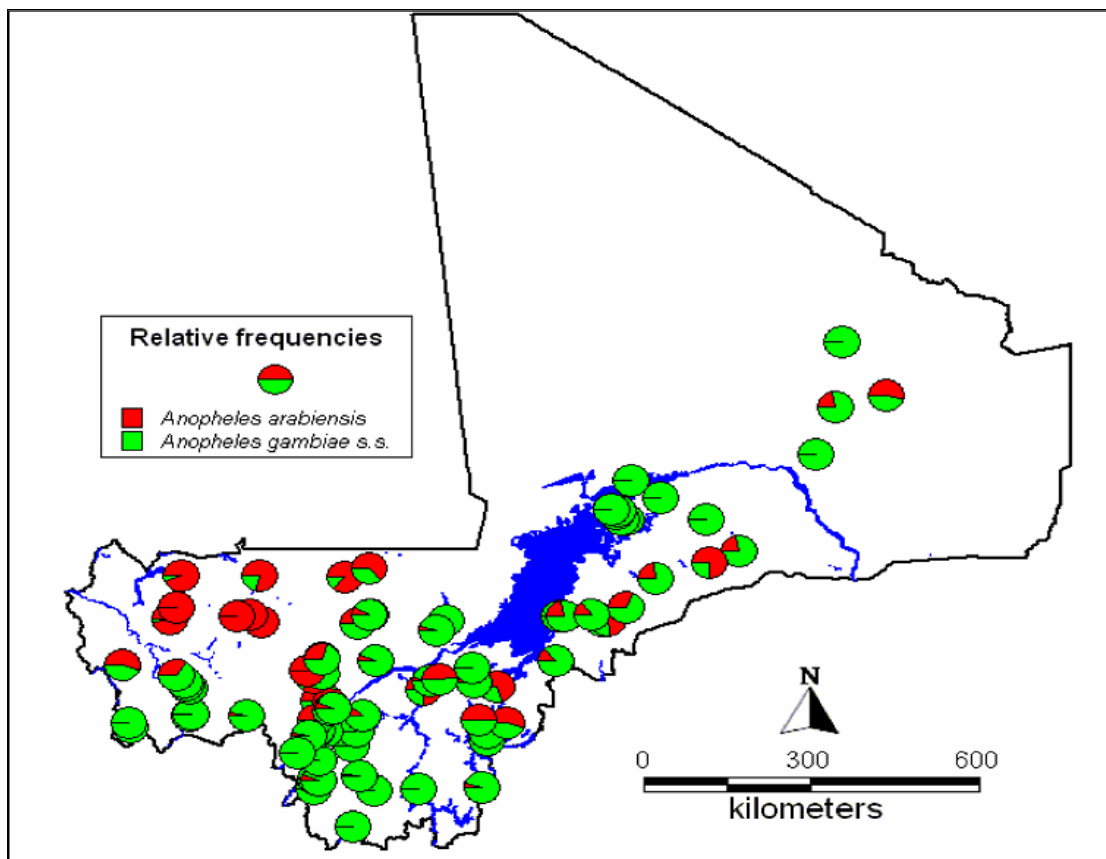 Relative frequencies
Anopheles arabiensis
Anopheles gambiae s.s.
N
0 300 600
kilometers